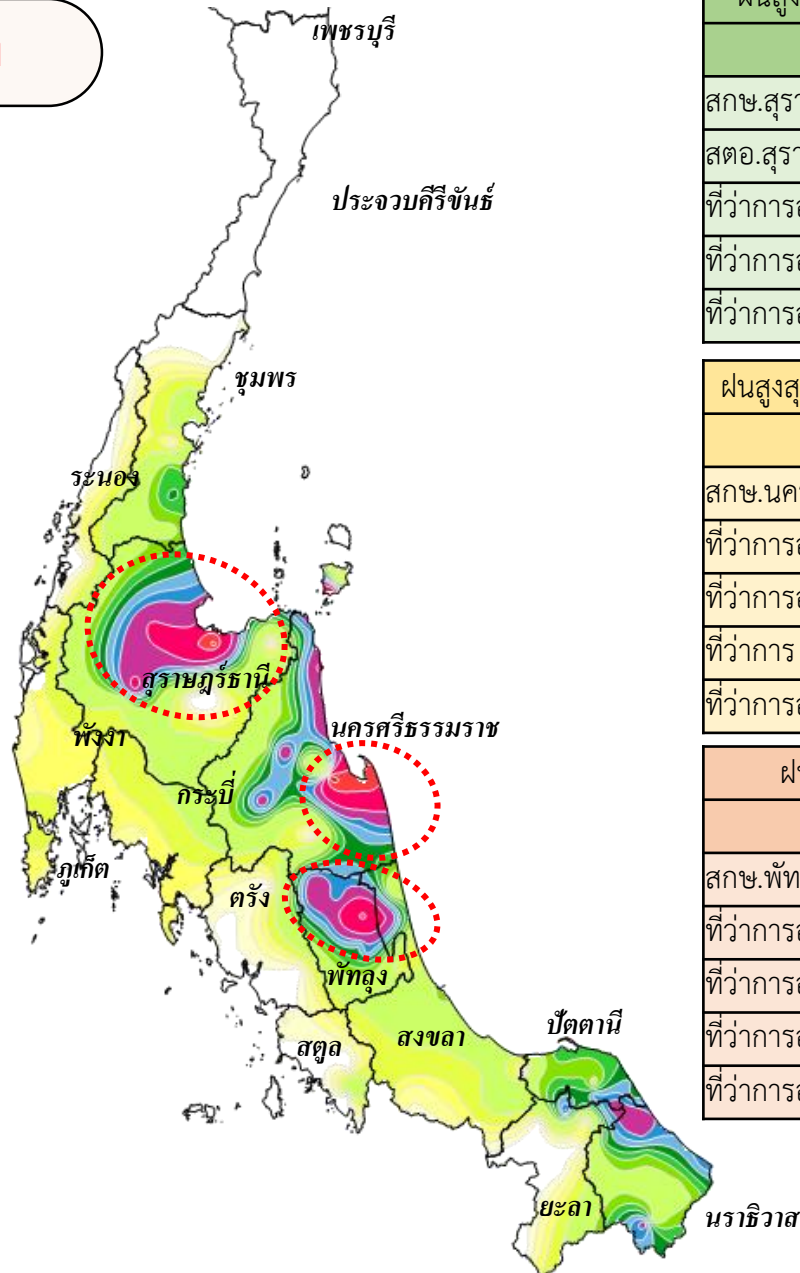 เพชรบุรี
ประจวบคีรีขันธ์
ชุมพร
ระนอง
สุราษฎร์ธานี
นครศรีธรรมราช
พังงา
กระบี่
ภูเก็ต
ตรัง
พัทลุง
สงขลา
ปัตตานี
สตูล
ยะลา
นราธิวาส
สกษ.สุรา
สตอ.สุรา
ที่ว่าการอ
ที่ว่าการอ
ที่ว่าการอ
ฝนสูงสุ
สกษ.นค
ที่ว่าการอ
ที่ว่าการอ
ที่ว่าการ
ที่ว่าการอ
ฝน
สกษ.พัท
ที่ว่าการอ
ที่ว่าการอ
ที่ว่าการอ
ที่ว่าการอ